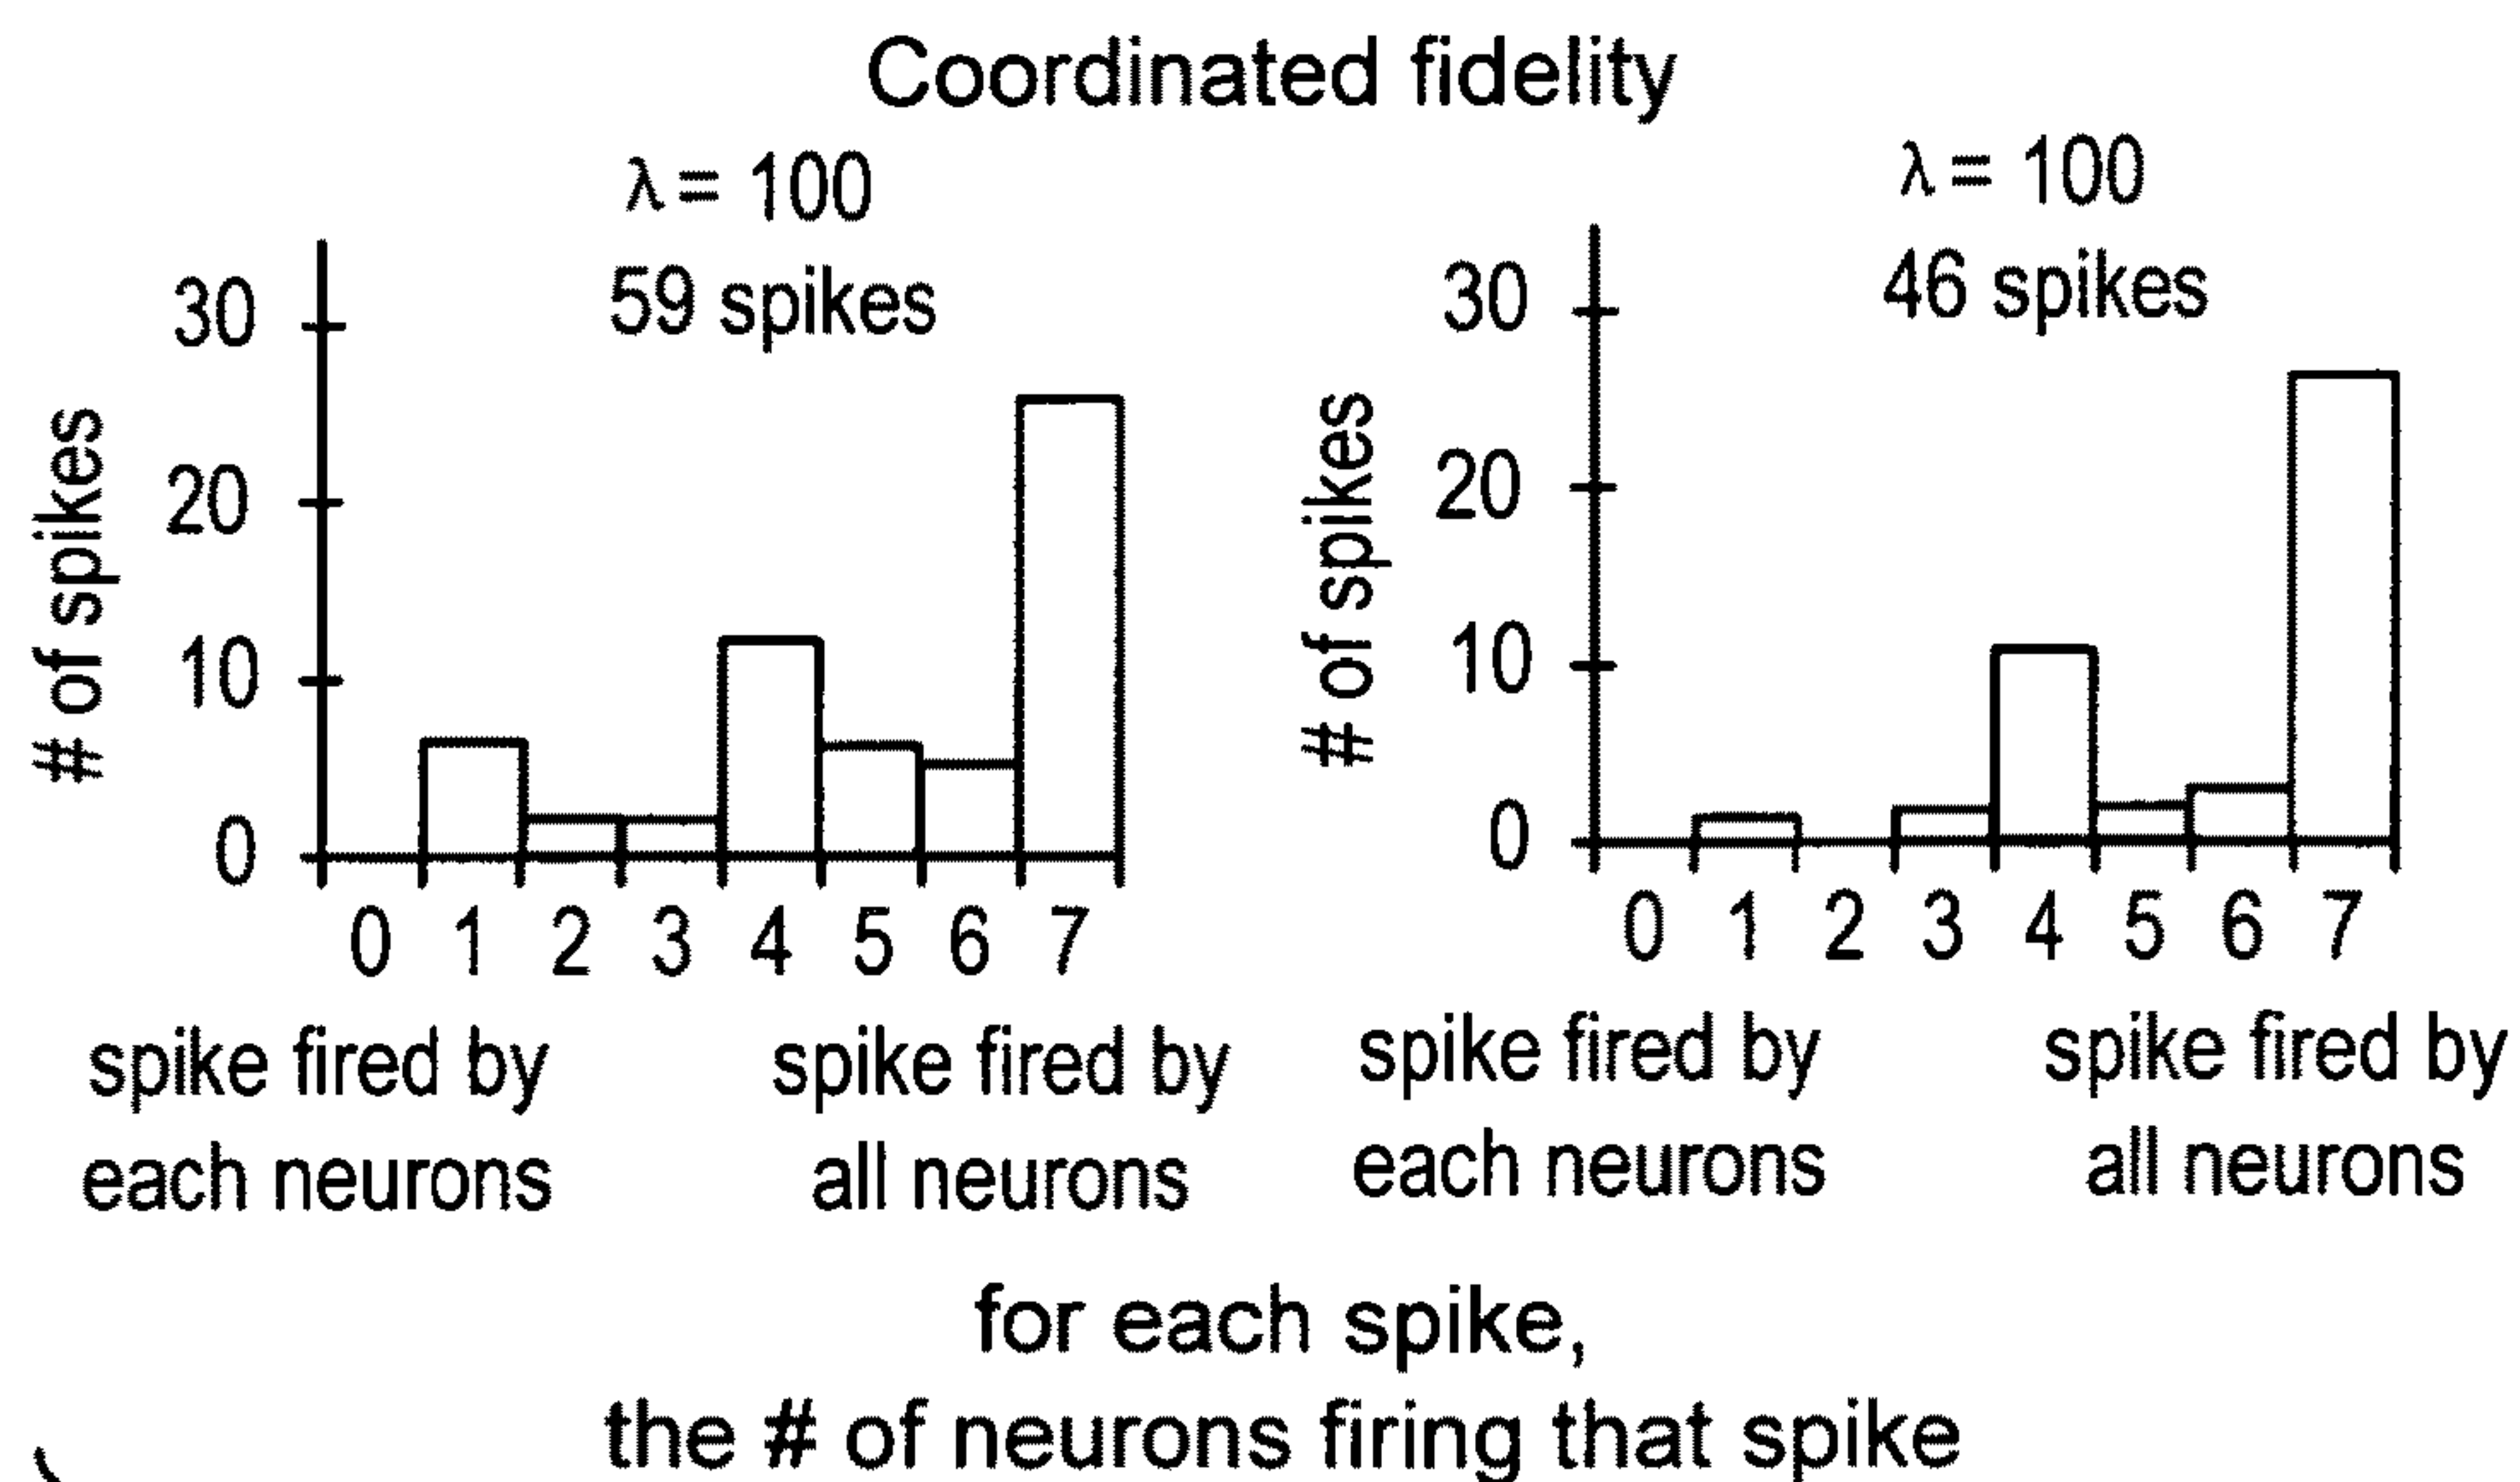 Coordinated fidelity
λ = 100
59 spikes
# of spikes
30
20
10
0
0 1 2 3 4 5 6 7
spike fired by
each neurons
spike fired by
all neurons
λ = 100
46 spikes
# of spikes
30
20
10
0
0 1 2 3 4 5 6 7
spike fired by
each neurons
spike fired by
all neurons
for each spike,
the # of neurons firing that spike